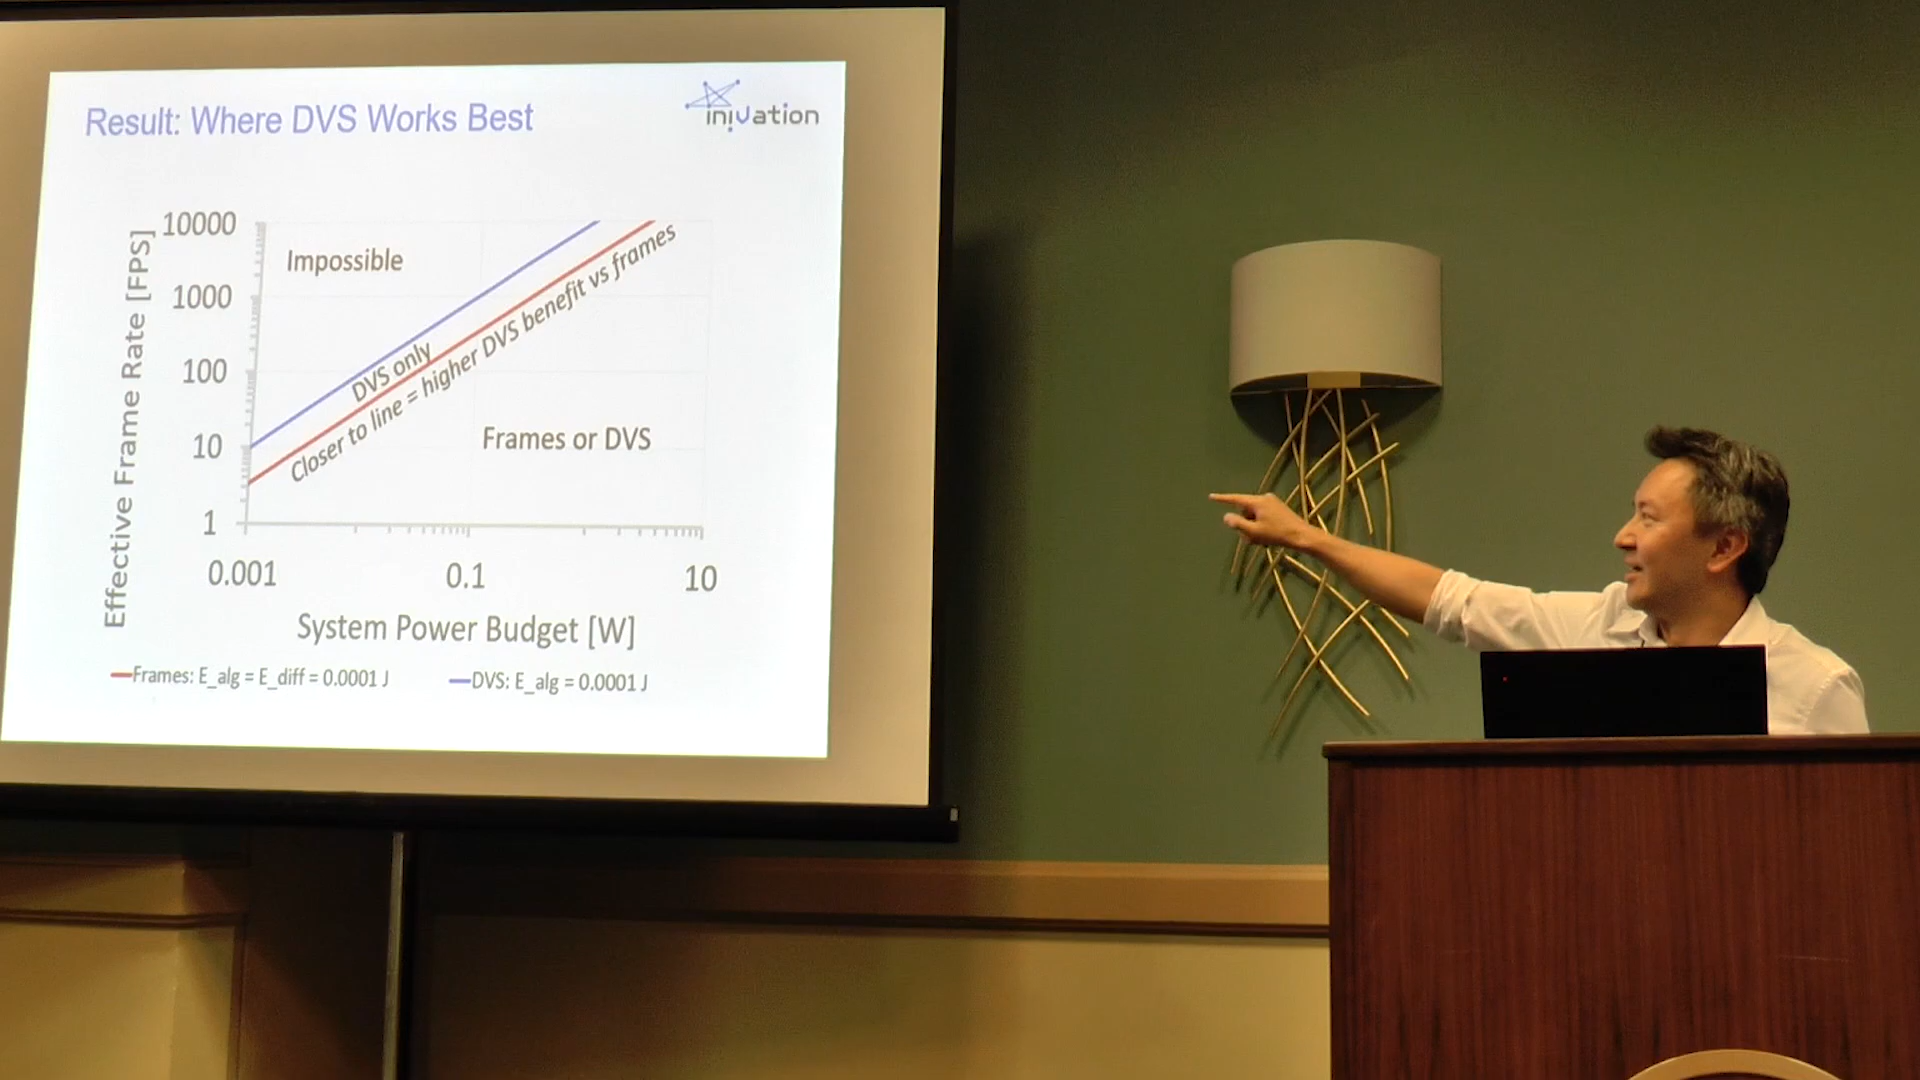 Result: Where DVS Works Best
inivation
Effective Frame Rate [FPS]
10000
1000
100
10
1
Impossible
DVS only
Closer to line = higher DVS benefit vs frames
Frames or DVS
0.001 0.1 10
System Power Budget [W]
Frames: E_alg = E_diff = 0.0001 J DVS: E_alg = 0.0001 J